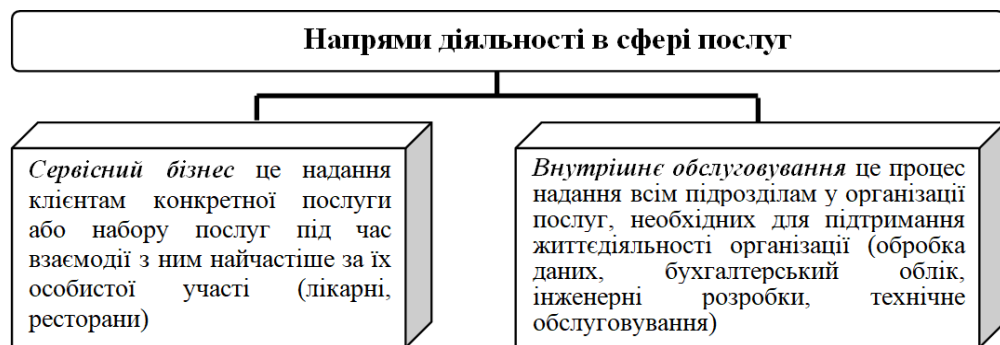 Напрями діяльності в сфері послуг
Сервісний бізнес це надання
клієнтам конкретної послуги
або набору послуг під час
взаємодії з ним найчастіше за їх
особистої участі (лікарні,
ресторани)
Внутрішнє обслуговування це процес
надання всім підрозділам у організації
послуг, необхідних для підтримання
життєдіяльності організації (обробка
даних, бухгалтерський облік,
інженерні розробки, технічне
обслуговування)